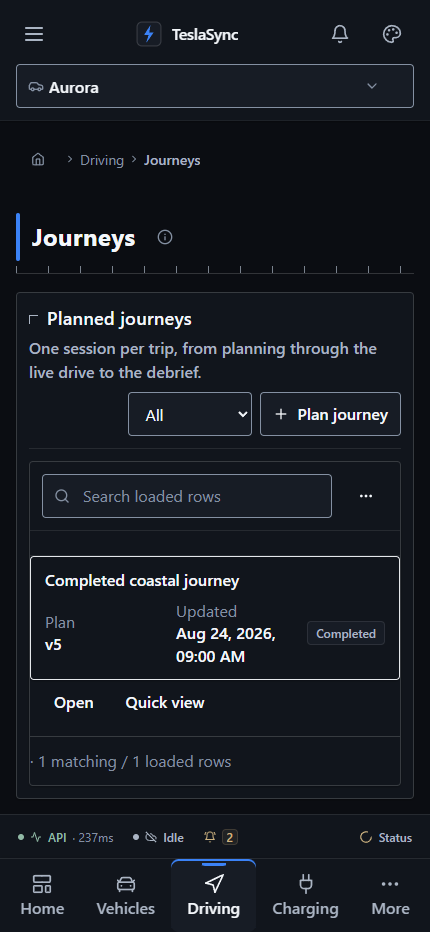 TeslaSync
Aurora
Driving
Journeys
Journeys
Planned journeys
One session per trip, from planning through the
live drive to the debrief.
All
+ Plan journey
Search loaded rows
Completed coastal journey
Plan
v5
Updated
Aug 24, 2026,
09:00 AM
Completed
Open
Quick view
· 1 matching / 1 loaded rows
API · 237ms
Idle
2
Status
Home
Vehicles
Driving
Charging
More